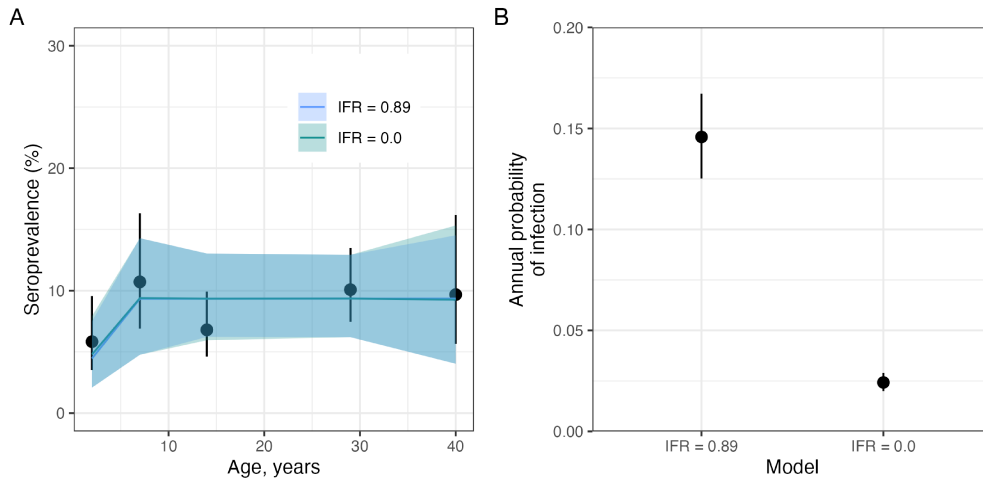 A
Seroprevalence (%)
30
20
10
0
IFR = 0.89
IFR = 0.0
10
20
30
40
Age, years
B
Annual probability
of infection
0.20
0.15
0.10
0.05
0.00
IFR = 0.89
IFR = 0.0
Model